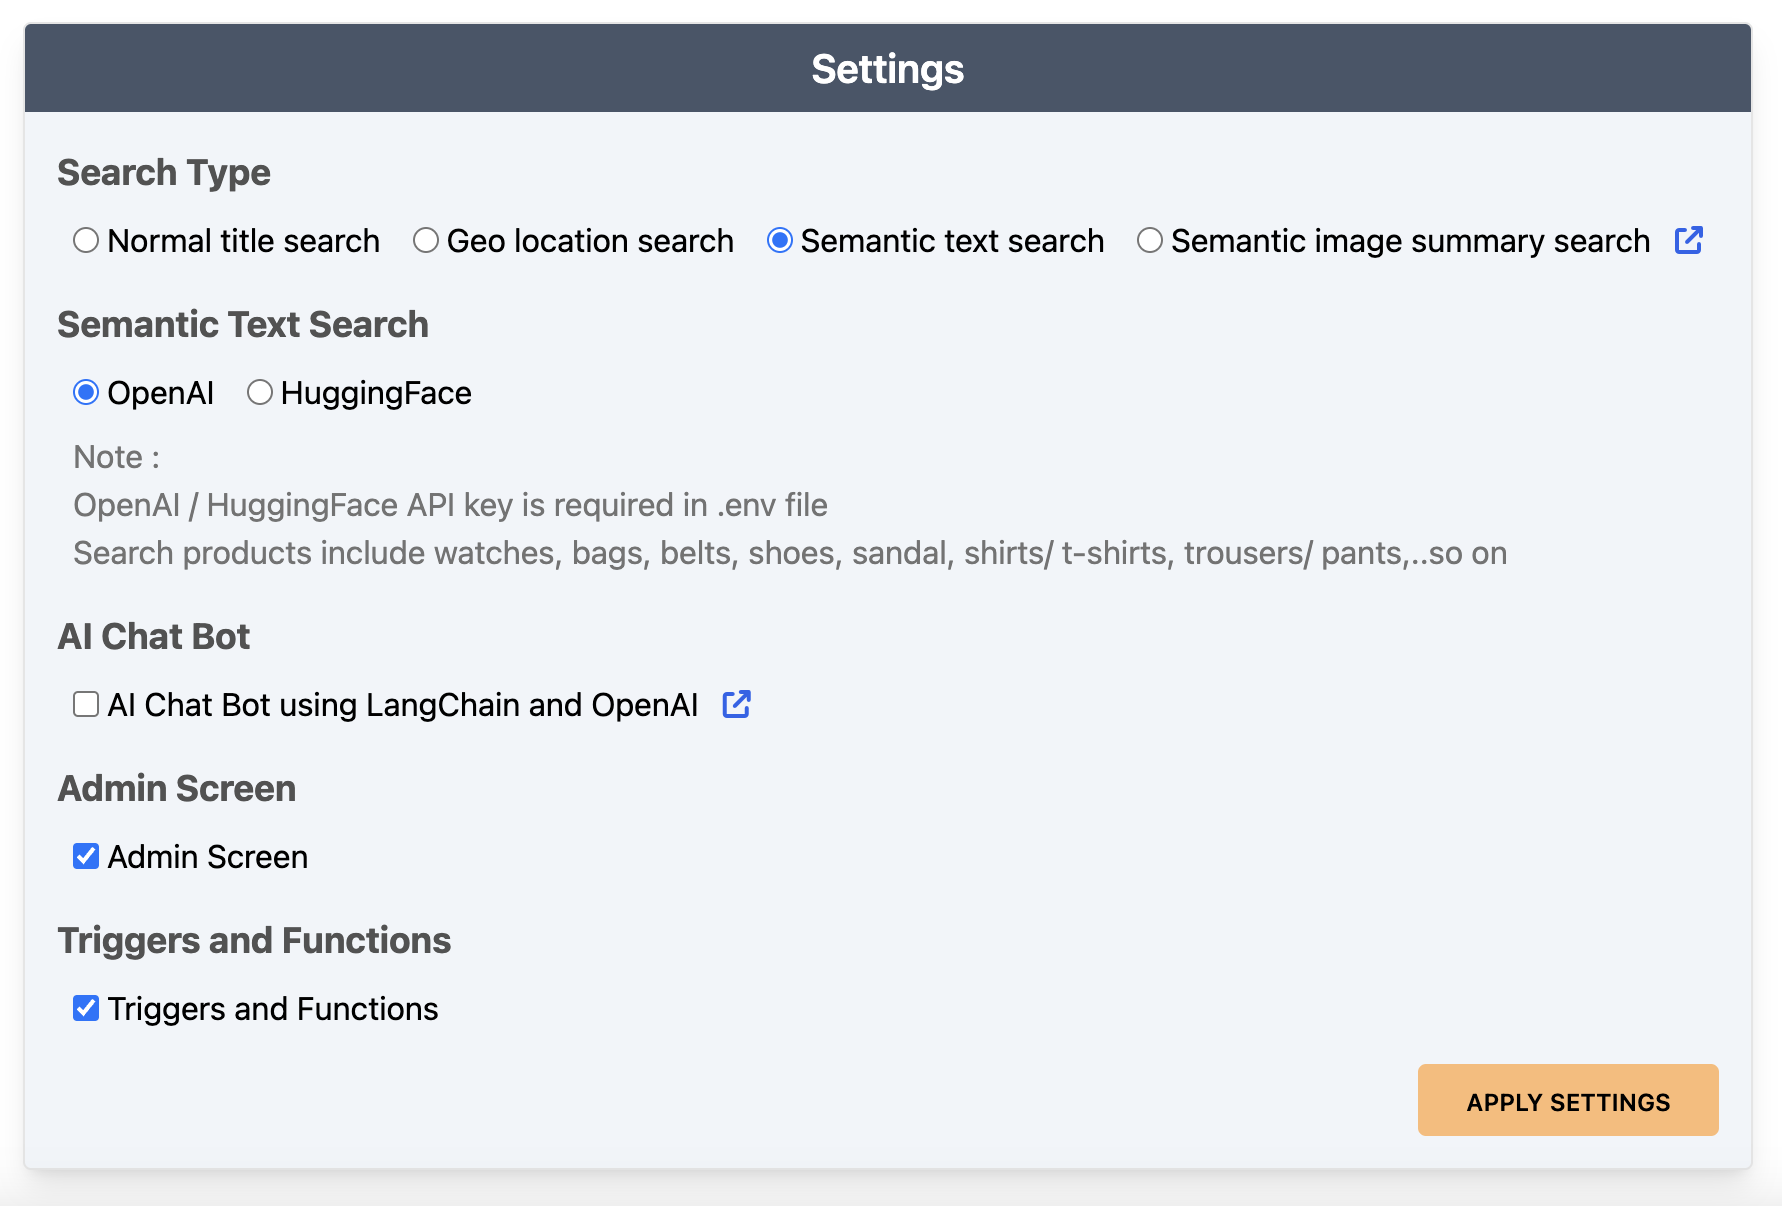 Settings
Search Type
Normal title search Geo location search Semantic text search Semantic image summary search
Semantic Text Search
OpenAI HuggingFace
Note :
OpenAI / HuggingFace API key is required in .env file
Search products include watches, bags, belts, shoes, sandal, shirts/ t-shirts, trousers/ pants,..so on
AI Chat Bot
AI Chat Bot using LangChain and OpenAI
Admin Screen
Admin Screen
Triggers and Functions
Triggers and Functions
APPLY SETTINGS